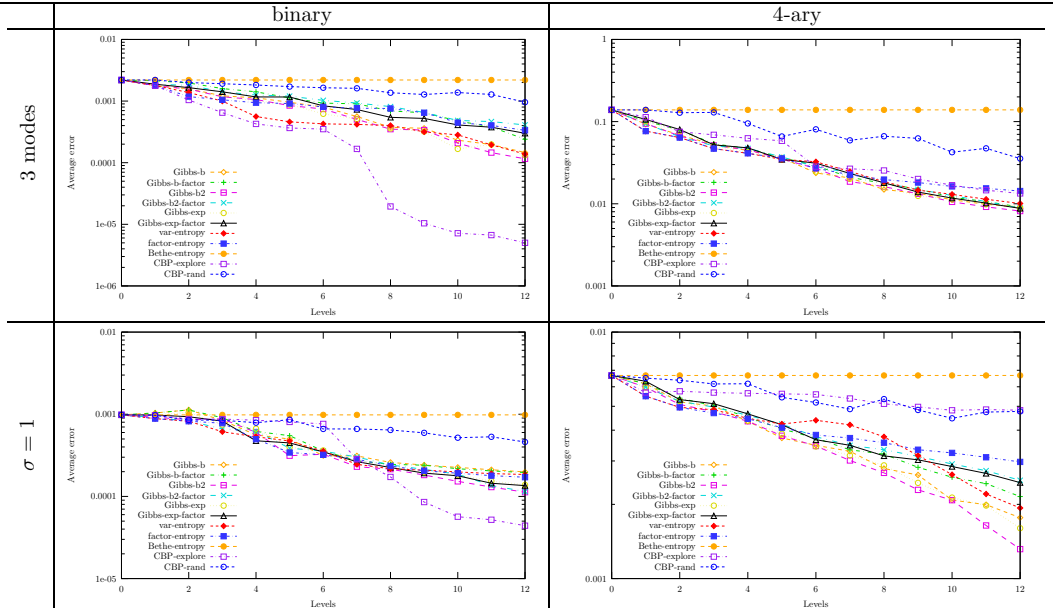 binary
4-ary
3 modes
0.01
0.001
0.0001
1e-05
1e-06
Average error
0 2 4 6 8 10 12
Levels
Gibbs-b
Gibbs-b-factor
Gibbs-b2
Gibbs-b2-factor
Gibbs-exp
Gibbs-exp-factor
var-entropy
factor-entropy
Bethe-entropy
CBP-explore
CBP-rand
1
0.1
0.01
0.001
Average error
0 2 4 6 8 10 12
Levels
Gibbs-b
Gibbs-b-factor
Gibbs-b2
Gibbs-b2-factor
Gibbs-exp
Gibbs-exp-factor
var-entropy
factor-entropy
Bethe-entropy
CBP-explore
CBP-rand
σ = 1
0.01
0.001
0.0001
1e-05
Average error
0 2 4 6 8 10 12
Levels
Gibbs-b
Gibbs-b-factor
Gibbs-b2
Gibbs-b2-factor
Gibbs-exp
Gibbs-exp-factor
var-entropy
factor-entropy
Bethe-entropy
CBP-explore
CBP-rand
0.01
0.001
Average error
0 2 4 6 8 10 12
Levels
Gibbs-b
Gibbs-b-factor
Gibbs-b2
Gibbs-b2-factor
Gibbs-exp
Gibbs-exp-factor
var-entropy
factor-entropy
Bethe-entropy
CBP-explore
CBP-rand